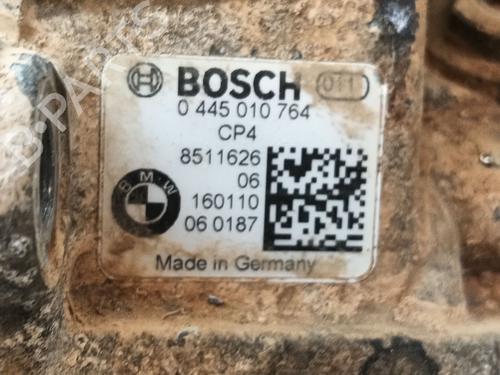 BOSCH 011
0 445 010 764
CP4
8511626
06
BMW
160110
06 0187
Made in Germany
B-PARTS